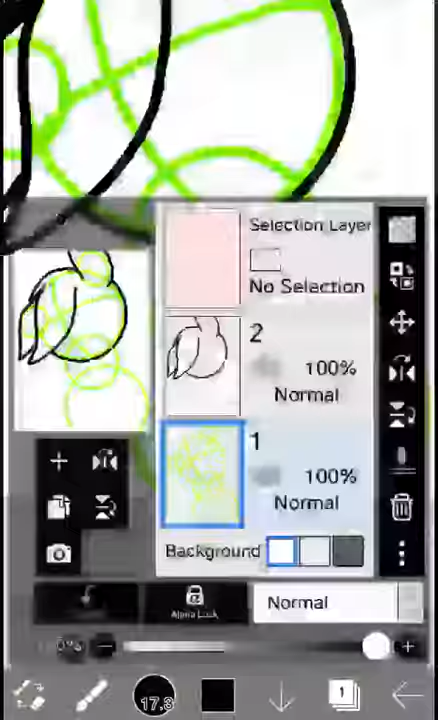 Selection Layer
No Selection
2
100%
Normal
1
100%
Normal
Background
Alpha Lock
Normal
17.3
1